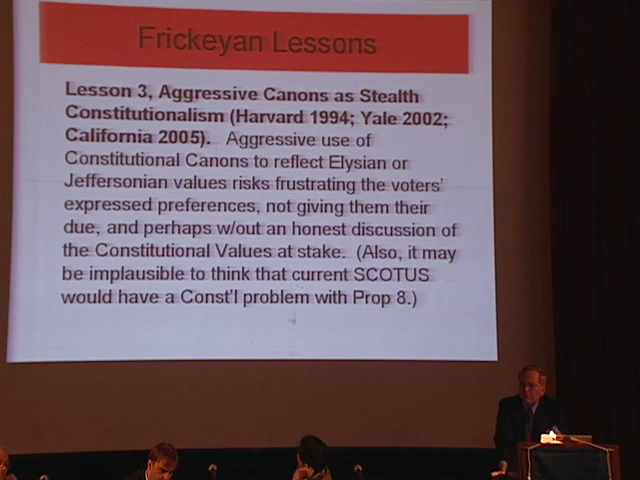 Frickeyan Lessons
Lesson 3, Aggressive Canons as Stealth
Constitutionalism (Harvard 1994; Yale 2002;
California 2005). Aggressive use of
Constitutional Canons to reflect Elysian or
Jeffersonian values risks frustrating the voters'
expressed preferences, not giving them their
due, and perhaps w/out an honest discussion of
the Constitutional Values at stake. (Also, it may
be implausible to think that current SCOTUS
would have a Const'l problem with Prop 8.)